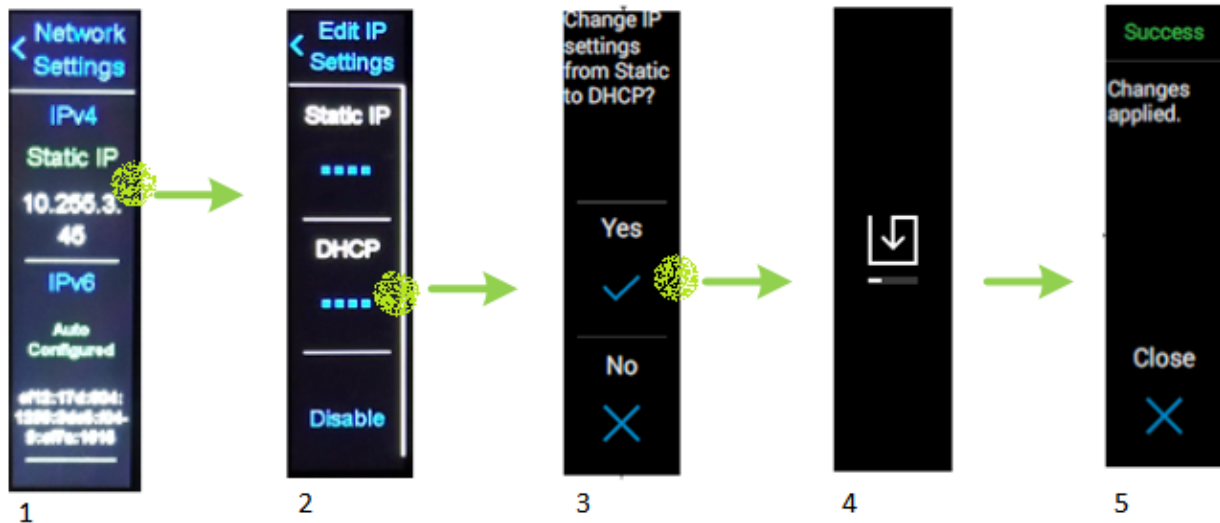 < Network
Settings
IPv4
Static IP
10.255.3.
45
IPv6
Auto
Configured
1
< Edit IP
Settings
Static IP
DHCP
Disable
2
Change IP
settings
from Static
to DHCP?
Yes
No
3
4
Success
Changes
applied.
Close
5